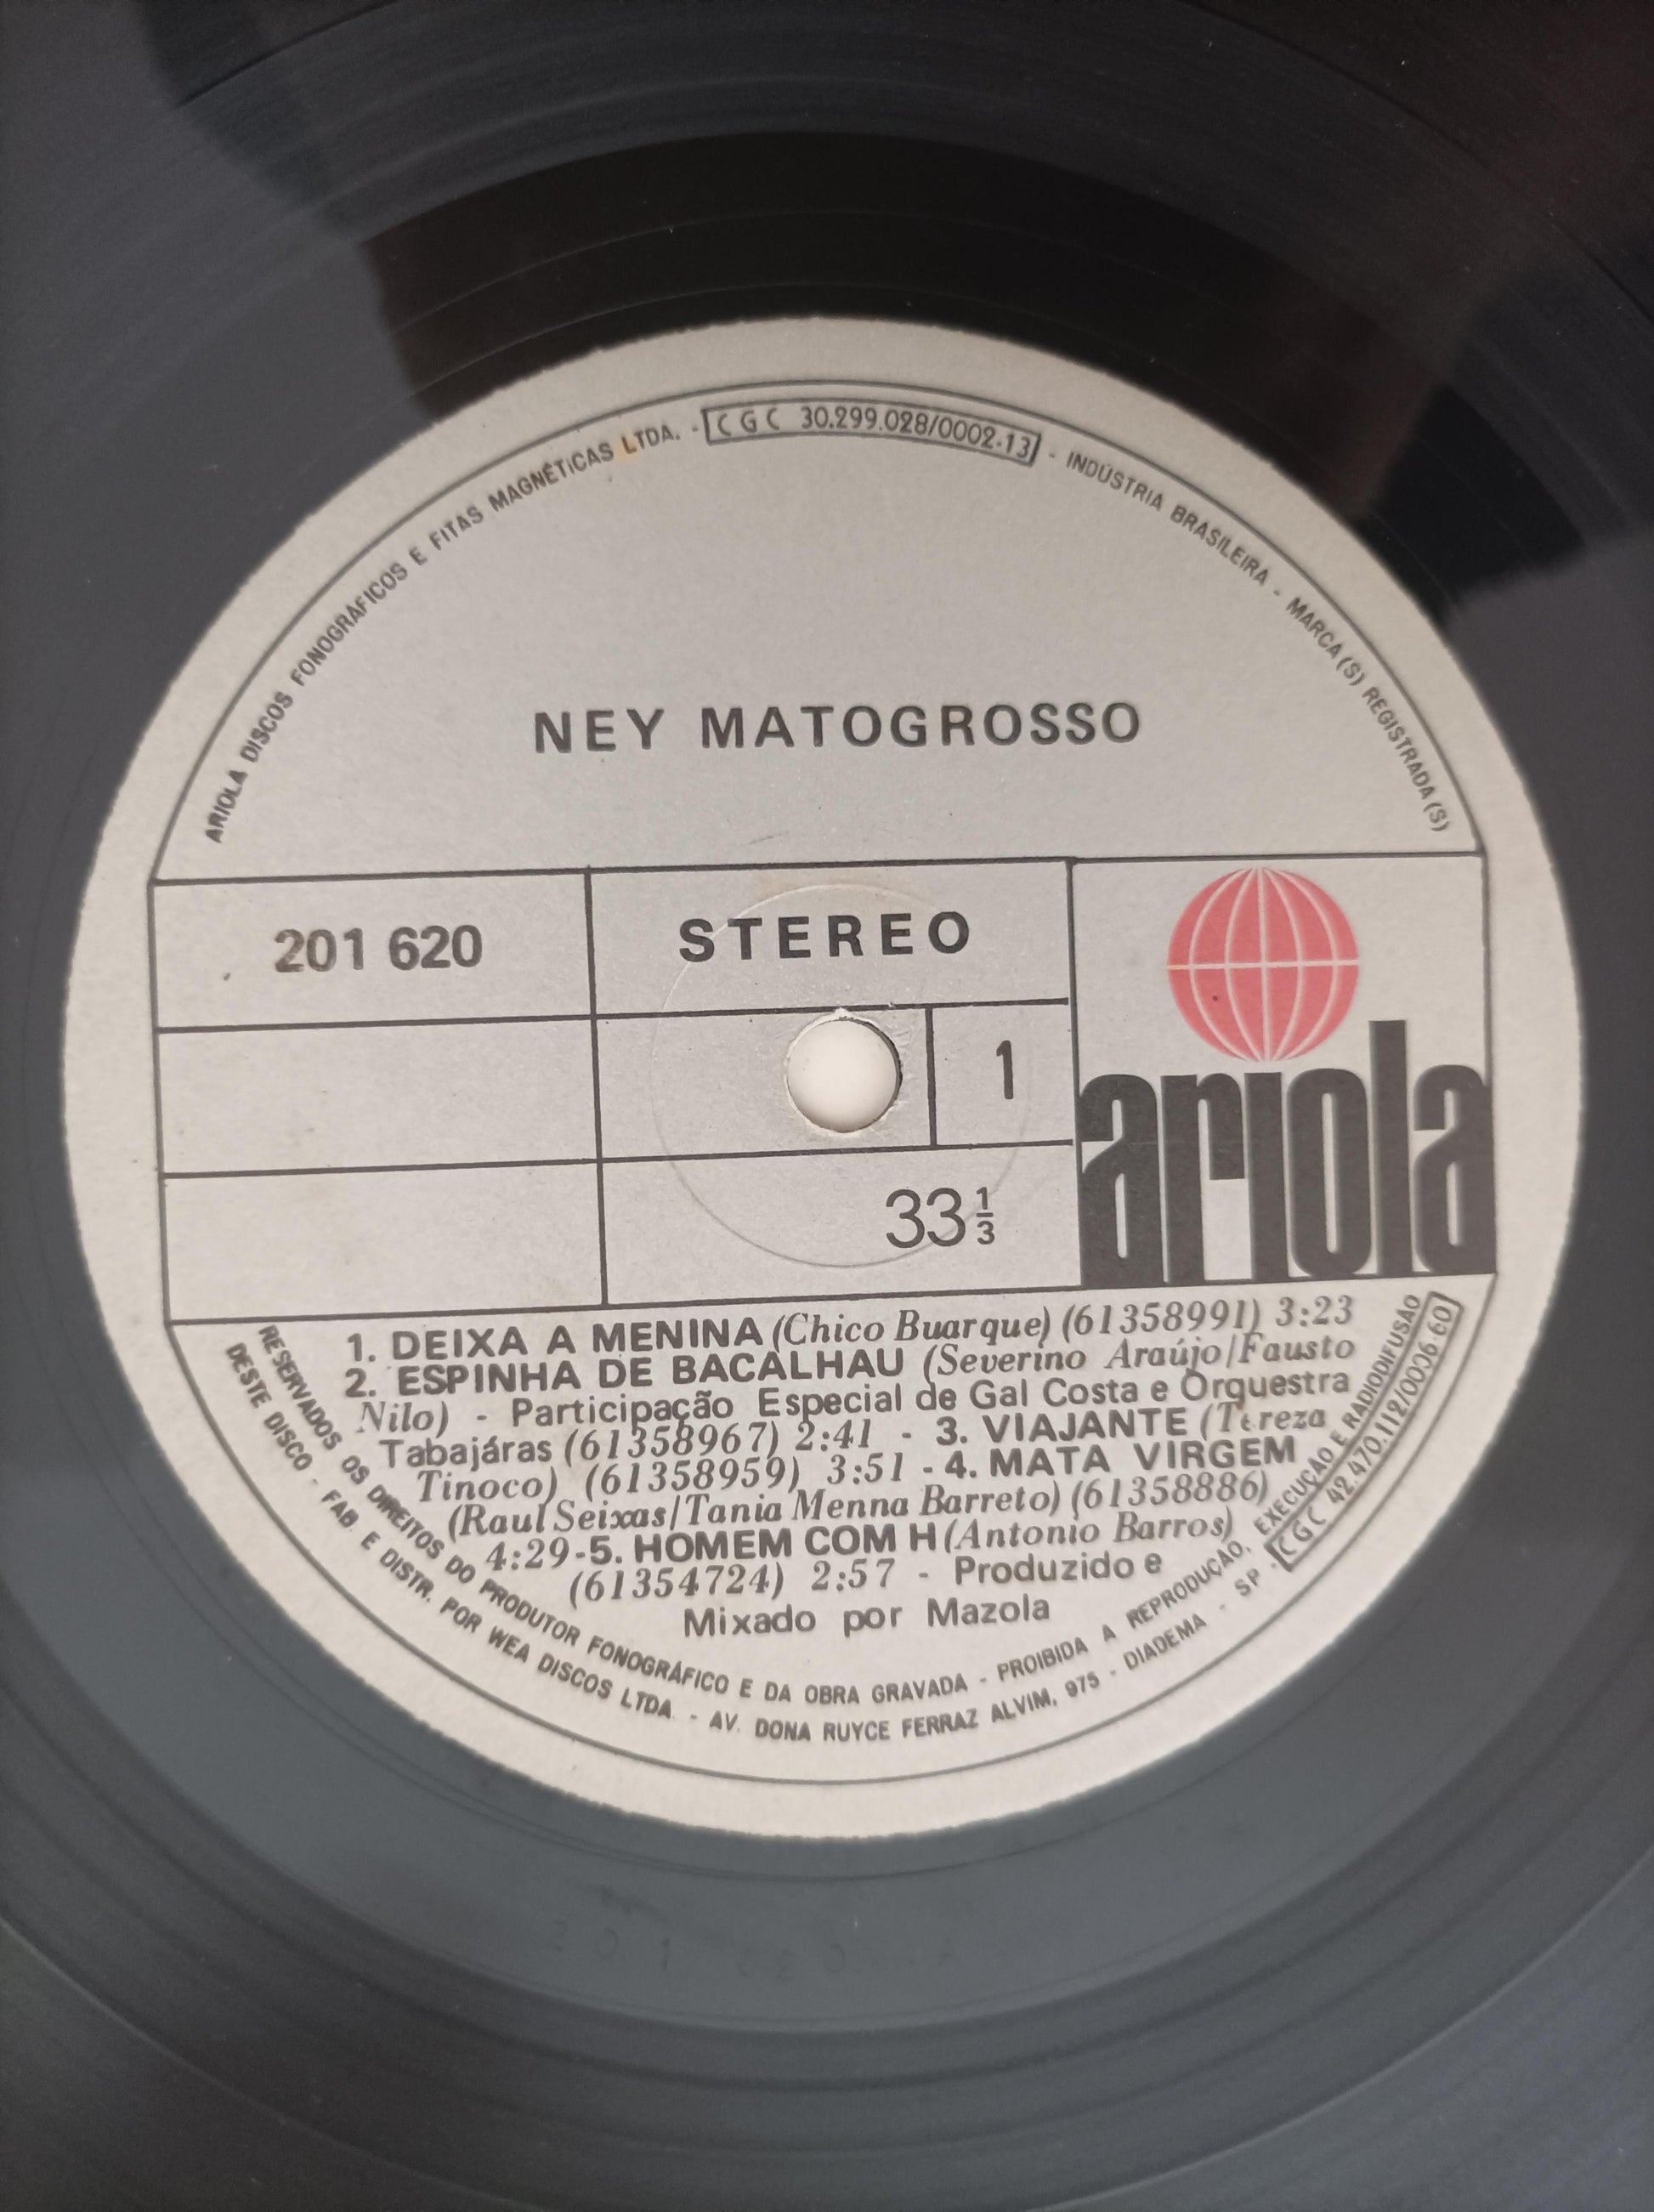 ARIOLA DISCOS FONOGRÁFICOS E FITAS MAGNÉTICAS LTDA. - CGC 30.299.028/0002-13 - INDÚSTRIA BRASILEIRA - MARCA(S) REGISTRADA(S)
NEY MATOGROSSO
201 620
STEREO
1
33 1/3
ariola
1. DEIXA A MENINA (Chico Buarque) (61358991) 3:23
2. ESPINHA DE BACALHAU (Severino Araújo/Fausto
Nilo) - Participação Especial de Gal Costa e Orquestra
Tabajáras (61358967) 2:41 - 3. VIAJANTE (Tereza
Tinoco) (61358959) 3:51 - 4. MATA VIRGEM
(Raul Seixas/Tania Menna Barreto) (61358886)
4:29-5. HOMEM COM H (Antonio Barros)
(61354724) 2:57 - Produzido e
Mixado por Mazola
RESERVADOS OS DIREITOS DO PRODUTOR FONOGRÁFICO E DA OBRA GRAVADA - PROIBIDA A REPRODUÇÃO, EXECUÇÃO E RADIODIFUSÃO
DESTE DISCO - FAB. E DISTR. POR WEA DISCOS LTDA. - AV. DONA RUYCE FERRAZ ALVIM, 975 - DIADEMA - SP - CGC 42.470.112/0006-60